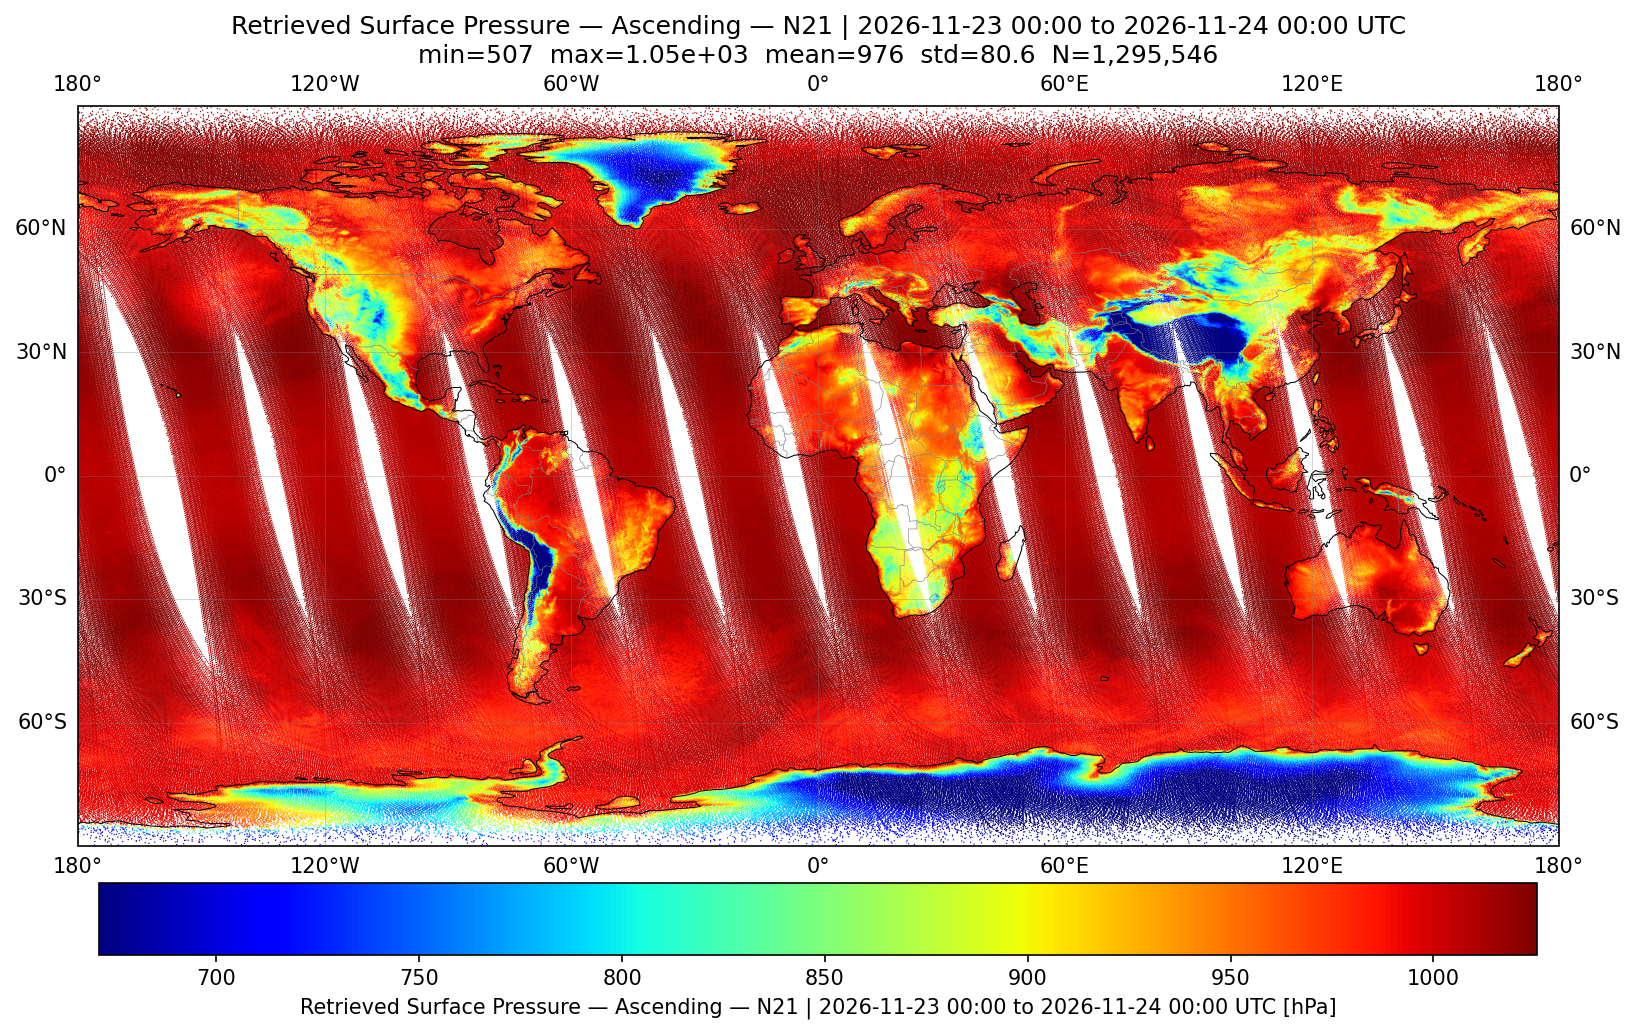 Retrieved Surface Pressure — Ascending — N21 | 2026-11-23 00:00 to 2026-11-24 00:00 UTC
min=507 max=1.05e+03 mean=976 std=80.6 N=1,295,546
180° 120°W 60°W 0° 60°E 120°E 180°
60°N 60°N
30°N 30°N
0° 0°
30°S 30°S
60°S 60°S
180° 120°W 60°W 0° 60°E 120°E 180°
700 750 800 850 900 950 1000
Retrieved Surface Pressure — Ascending — N21 | 2026-11-23 00:00 to 2026-11-24 00:00 UTC [hPa]